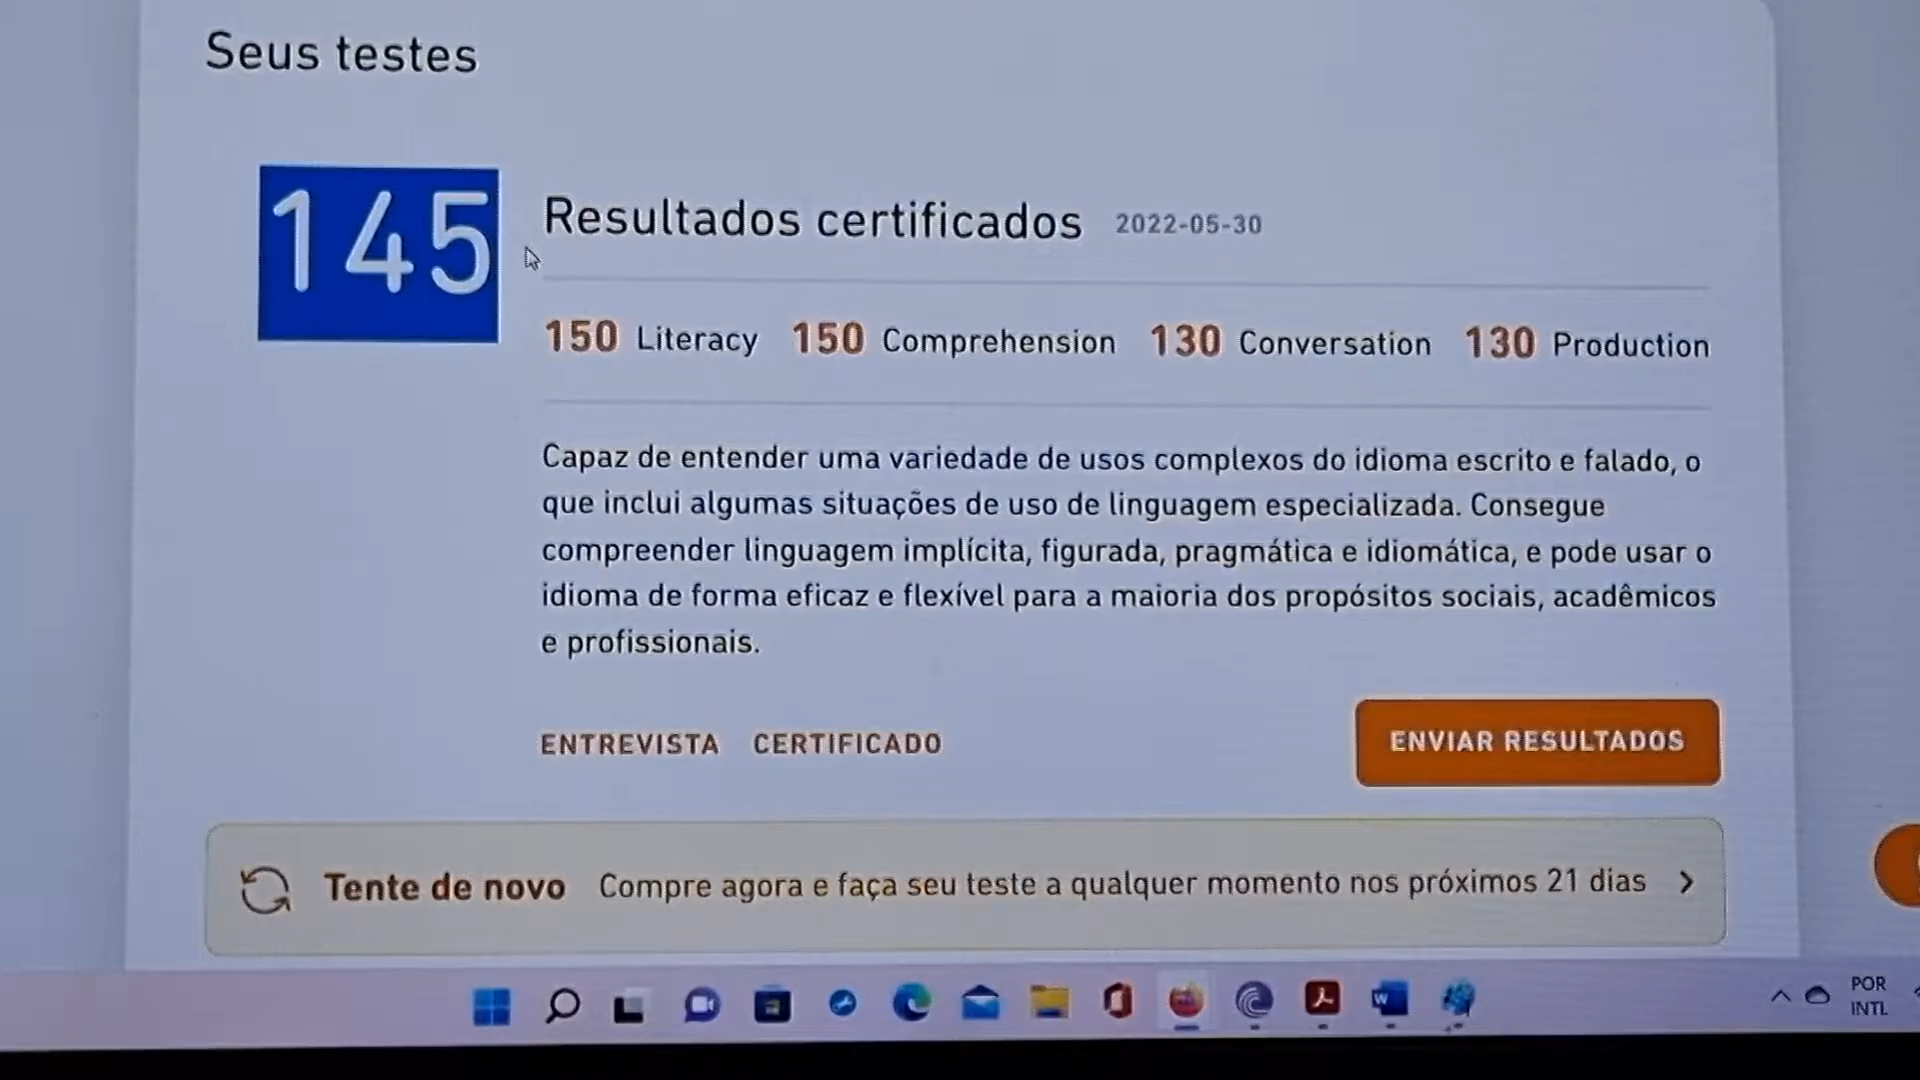 Seus testes
145
Resultados certificados 2022-05-30
150 Literacy 150 Comprehension 130 Conversation 130 Production
Capaz de entender uma variedade de usos complexos do idioma escrito e falado, o
que inclui algumas situações de uso de linguagem especializada. Consegue
compreender linguagem implícita, figurada, pragmática e idiomática, e pode usar o
idioma de forma eficaz e flexível para a maioria dos propósitos sociais, acadêmicos
e profissionais.
ENTREVISTA CERTIFICADO
ENVIAR RESULTADOS
Tente de novo Compre agora e faça seu teste a qualquer momento nos próximos 21 dias
POR
INTL